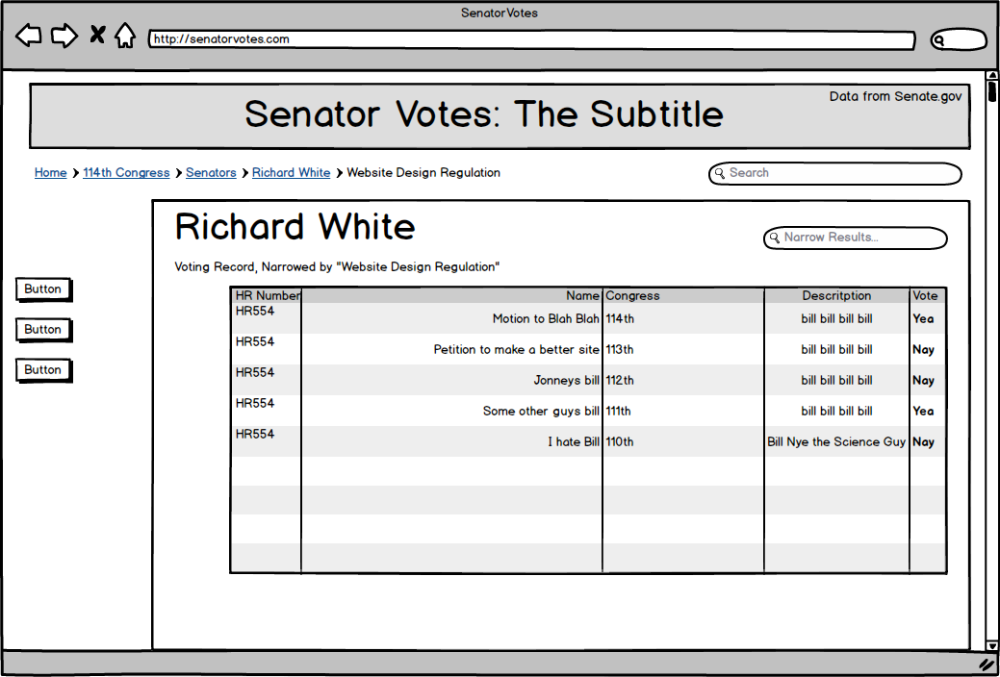 SenatorVotes
http://senatorvotes.com
Data from Senate.gov
Senator Votes: The Subtitle
Home 114th Congress Senators Richard White Website Design Regulation
Search
Richard White
Narrow Results...
Voting Record, Narrowed by "Website Design Regulation"
Button
Button
Button
HR Number Name Congress Descritption Vote
HR554 Motion to Blah Blah 114th bill bill bill bill Yea
HR554 Petition to make a better site 113th bill bill bill bill Nay
HR554 Jonneys bill 112th bill bill bill bill Nay
HR554 Some other guys bill 111th bill bill bill bill Yea
HR554 I hate Bill 110th Bill Nye the Science Guy Nay